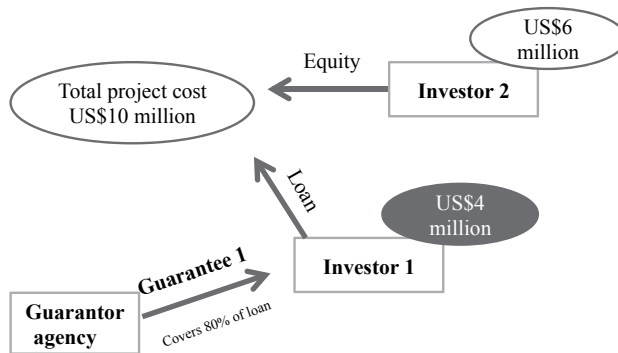 US$6
million
Equity
Investor 2
Total project cost
US$10 million
Loan
US$4
million
Investor 1
Guarantee 1
Covers 80% of loan
Guarantor
agency